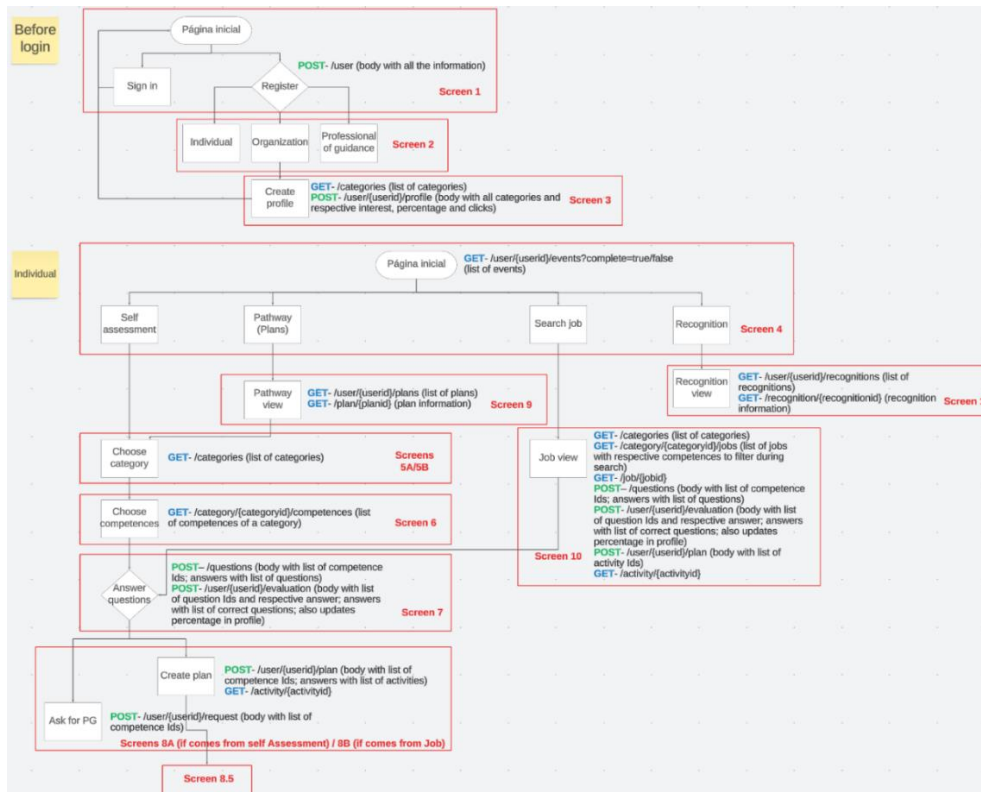 Before
login
Página inicial
POST- /user (body with all the information)
Sign in
Register
Screen 1
Individual
Organization
Professional
of guidance
Screen 2
Create
profile
GET- /categories (list of categories)
POST- /user/{userid}/profile (body with all categories and
respective interest, percentage and clicks)
Screen 3
Individual
Página inicial
GET- /user/{userid}/events?complete=true/false
(list of events)
Self
assessment
Pathway
(Plans)
Search job
Recognition
Screen 4
Pathway
view
GET- /user/{userid}/plans (list of plans)
GET- /plan/{planid} (plan information)
Screen 9
Recognition
view
GET- /user/{userid}/recognitions (list of
recognitions)
GET- /recognition/{recognitionid} (recognition
information)
Screen
Choose
category
GET- /categories (list of categories)
Screens
5A/5B
Job view
GET- /categories (list of categories)
GET- /category/{categoryid}/jobs (list of jobs
with respective competences to filter during
search)
GET- /job/{jobid}
POST– /questions (body with list of competence
Ids; answers with list of questions)
POST- /user/{userid}/evaluation (body with list
of question Ids and respective answer; answers
with list of correct questions; also updates
percentage in profile)
POST- /user/{userid}/plan (body with list of
activity Ids)
GET- /activity/{activityid}
Screen 10
Choose
competences
GET- /category/{categoryid}/competences (list
of competences of a category)
Screen 6
Answer
questions
POST– /questions (body with list of competence
Ids; answers with list of questions)
POST- /user/{userid}/evaluation (body with list
of question Ids and respective answer; answers
with list of correct questions; also updates
percentage in profile)
Screen 7
Create plan
POST- /user/{userid}/plan (body with list of
competence Ids; answers with list of activities)
GET- /activity/{activityid}
Ask for PG
POST- /user/{userid}/request (body with list of
competence Ids)
Screens 8A (if comes from self Assessment) / 8B (if comes from Job)
Screen 8.5